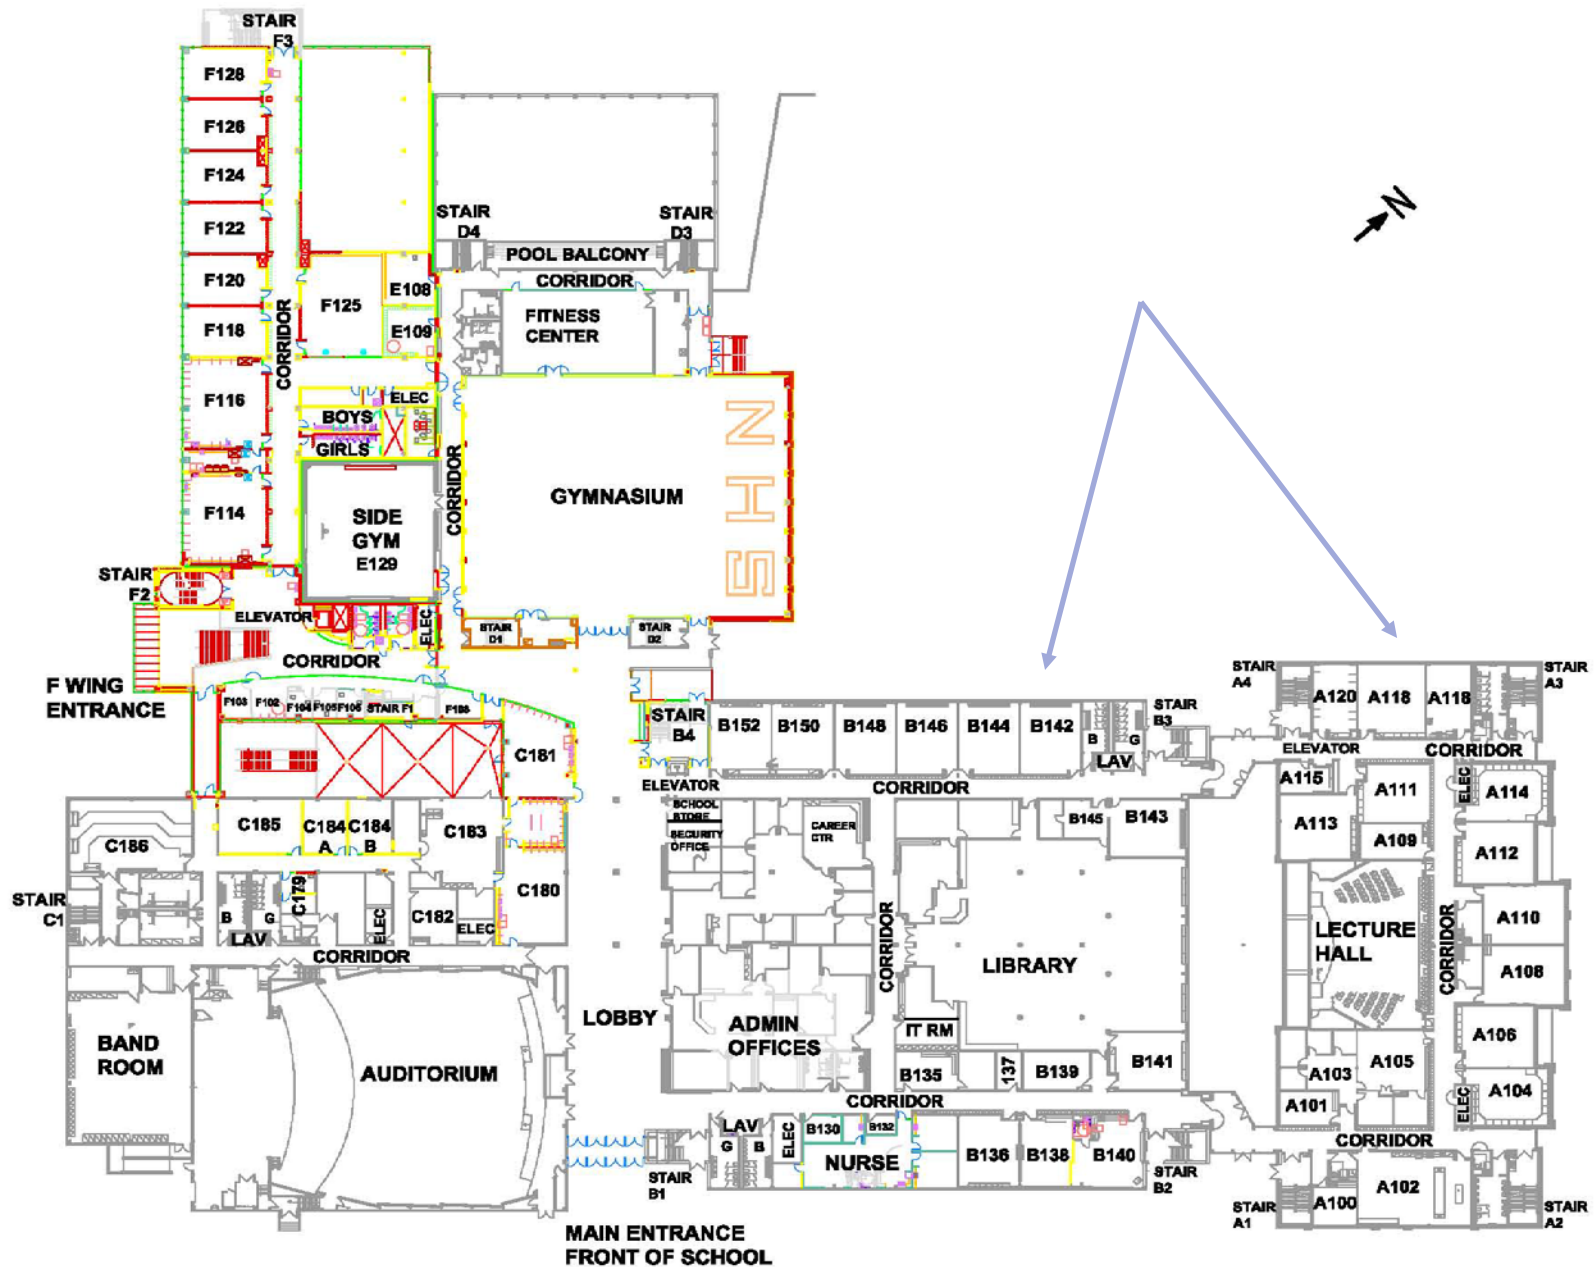 STAIR
F3
F128
F126
F124
F122
F120
F118
F116
F114
CORRIDOR
F125
E108
E109
STAIR
D4
STAIR
D3
POOL BALCONY
CORRIDOR
FITNESS
CENTER
N
ELEC
BOYS
GIRLS
CORRIDOR
SIDE
GYM
E129
GYMNASIUM
NHS
STAIR
F2
ELEVATOR
ELEC
STAIR
D1
STAIR
D2
CORRIDOR
F WING
ENTRANCE
F103
F102
F104
F105
F106
STAIR F1
F108
C181
STAIR
B4
ELEVATOR
B152
B150
B148
B146
B144
B142
B
G
LAV
STAIR
B3
CORRIDOR
STAIR
A4
A120
A118
A118
STAIR
A3
ELEVATOR
CORRIDOR
A115
A111
ELEC
A114
A113
A109
A112
C186
C185
C184
A
C184
B
C183
C180
C179
C182
ELEC
ELEC
STAIR
C1
B
G
LAV
CORRIDOR
SCHOOL
STORE
SECURITY
OFFICE
CAREER
CTR
B145
B143
CORRIDOR
LIBRARY
LECTURE
HALL
CORRIDOR
A110
A108
A106
A105
A103
A101
ELEC
A104
CORRIDOR
BAND
ROOM
AUDITORIUM
LOBBY
ADMIN
OFFICES
IT RM
B135
137
B139
B141
CORRIDOR
LAV
G
B
ELEC
B130
B132
NURSE
B136
B138
B140
STAIR
B1
STAIR
B2
STAIR
A1
A100
A102
STAIR
A2
MAIN ENTRANCE
FRONT OF SCHOOL